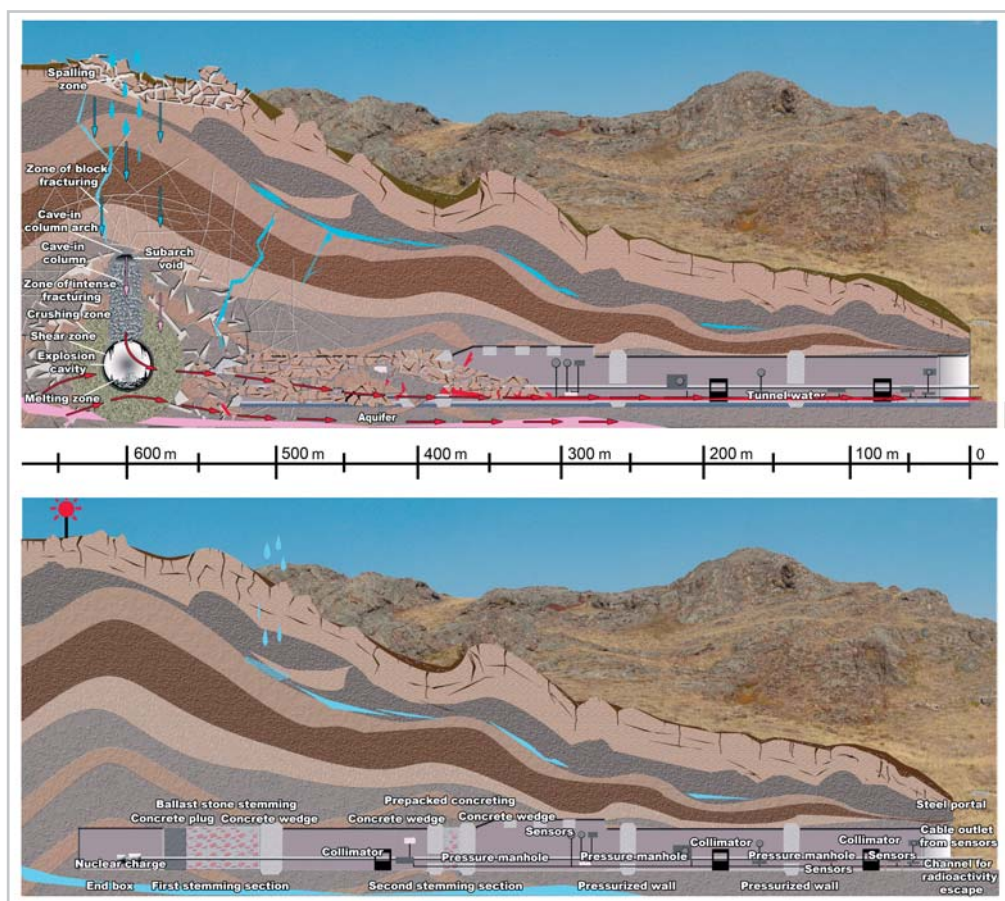 Spalling
zone
Zone of block
fracturing
Cave-in
column arch
Cave-in
column
Subarch
void
Zone of intense
fracturing
Crushing zone
Shear zone
Explosion
cavity
Melting zone
Tunnel water
Aquifer
600 m
500 m
400 m
300 m
200 m
100 m
0
Ballast stone stemming
Concrete plug
Concrete wedge
Prepacked concreting
Concrete wedge
Concrete wedge
Sensors
Steel portal
Cable outlet
from sensors
Collimator
Collimator
Collimator
Nuclear charge
Pressure-manhole
Pressure-manhole
Pressure-manhole
Sensors
Sensors
Channel for
radioactivity
escape
End box
First stemming section
Second stemming section
Pressurized wall
Pressurized wall